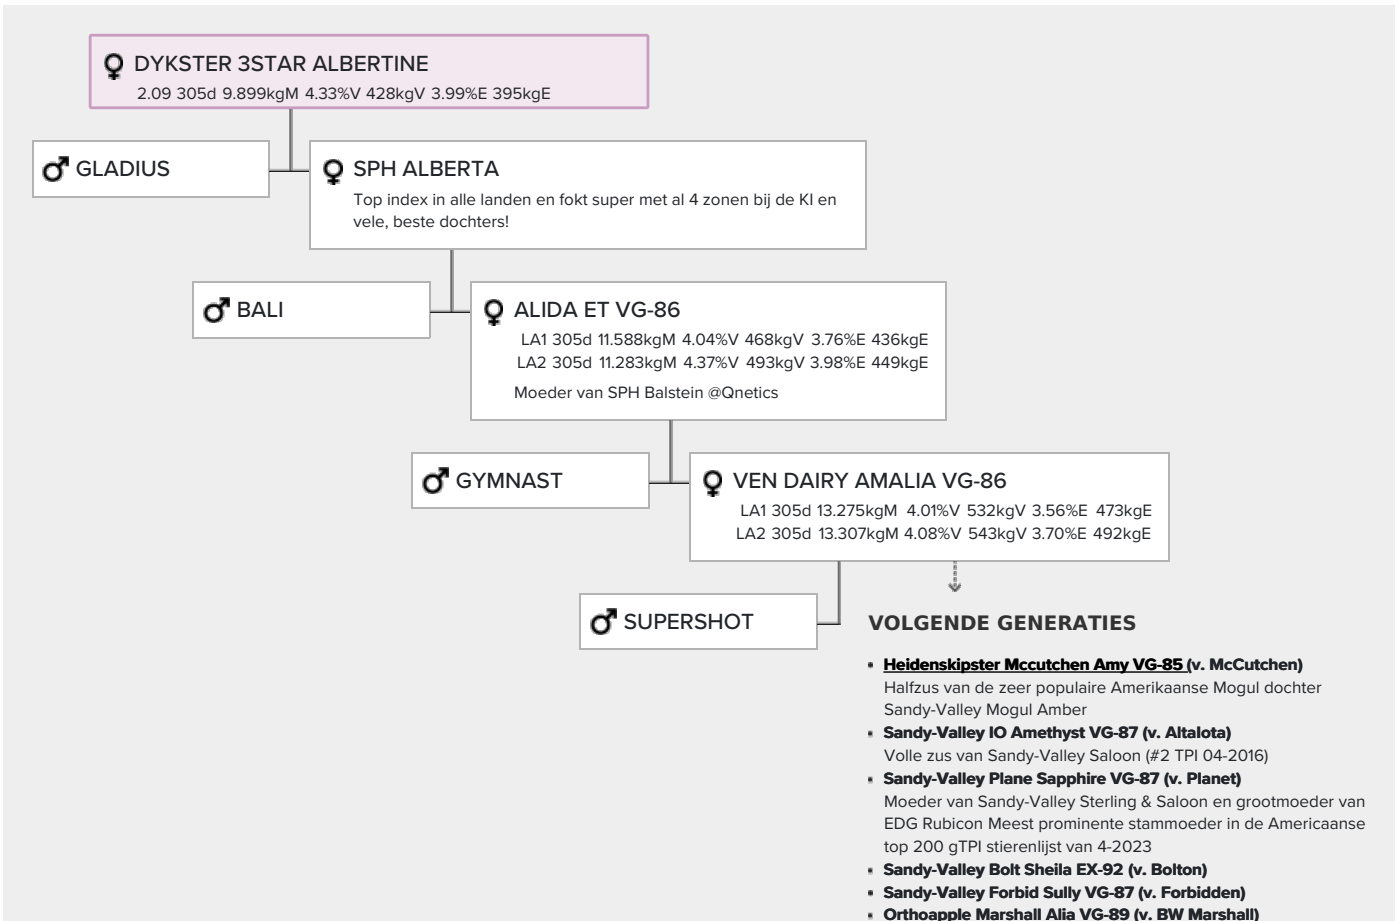 DYKSTER 3STAR ALBERTINE
2.09 305d 9.899kgM 4.33%V 428kgV 3.99%E 395kgE
GLADIUS
SPH ALBERTA
Top index in alle landen en fokt super met al 4 zonen bij de KI en
vele, beste dochters!
BALI
ALIDA ET VG-86
LA1 305d 11.588kgM 4.04%V 468kgV 3.76%E 436kgE
LA2 305d 11.283kgM 4.37%V 493kgV 3.98%E 449kgE
Moeder van SPH Balstein @Qnetics
GYMNAST
VEN DAIRY AMALIA VG-86
LA1 305d 13.275kgM 4.01%V 532kgV 3.56%E 473kgE
LA2 305d 13.307kgM 4.08%V 543kgV 3.70%E 492kgE
SUPERSHOT
VOLGENDE GENERATIES
▪ Heidenskipster Mccutchen Amy VG-85 (v. McCutchen)
Halfzus van de zeer populaire Amerikaanse Mogul dochter
Sandy-Valley Mogul Amber
▪ Sandy-Valley IO Amethyst VG-87 (v. AltaIota)
Volle zus van Sandy-Valley Saloon (#2 TPI 04-2016)
▪ Sandy-Valley Plane Sapphire VG-87 (v. Planet)
Moeder van Sandy-Valley Sterling & Saloon en grootmoeder van
EDG Rubicon Meest prominente stammoeder in de Americaanse
top 200 gTPI stierenlijst van 4-2023
▪ Sandy-Valley Bolt Sheila EX-92 (v. Bolton)
▪ Sandy-Valley Forbid Sully VG-87 (v. Forbidden)
▪ Orthoapple Marshall Alia VG-89 (v. BW Marshall)